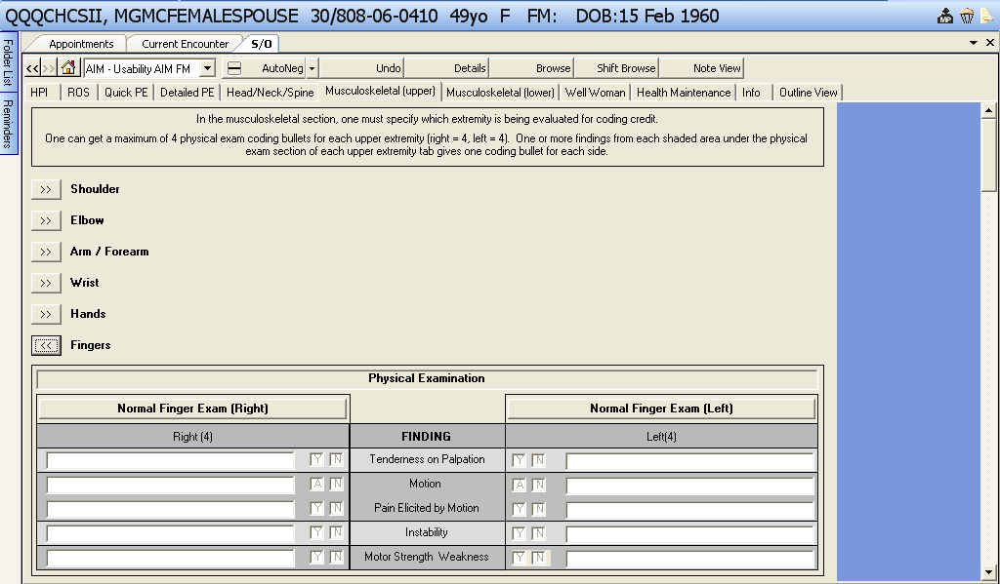 QQQCHCSII, MGMCFEMALESPOUSE 30/808-06-0410 49yo F FM: DOB:15 Feb 1960
MP
Folder List
Reminders
Appointments Current Encounter S/O
<< >> AIM - Usability AIM FM AutoNeg Undo Details Browse Shift Browse Note View
HPI ROS Quick PE Detailed PE Head/Neck/Spine Musculoskeletal (upper) Musculoskeletal (lower) Well Woman Health Maintenance Info Outline View
In the musculoskeletal section, one must specify which extremity is being evaluated for coding credit.
One can get a maximum of 4 physical exam coding bullets for each upper extremity (right = 4, left = 4). One or more findings from each shaded area under the physical
exam section of each upper extremity tab gives one coding bullet for each side.
>> Shoulder
>> Elbow
>> Arm / Forearm
>> Wrist
>> Hands
<< Fingers
Physical Examination
Normal Finger Exam (Right) Normal Finger Exam (Left)
Right (4) FINDING Left(4)
Y N Tenderness on Palpation Y N
A N Motion A N
Y N Pain Elicited by Motion Y N
Y N Instability Y N
Y N Motor Strength Weakness Y N